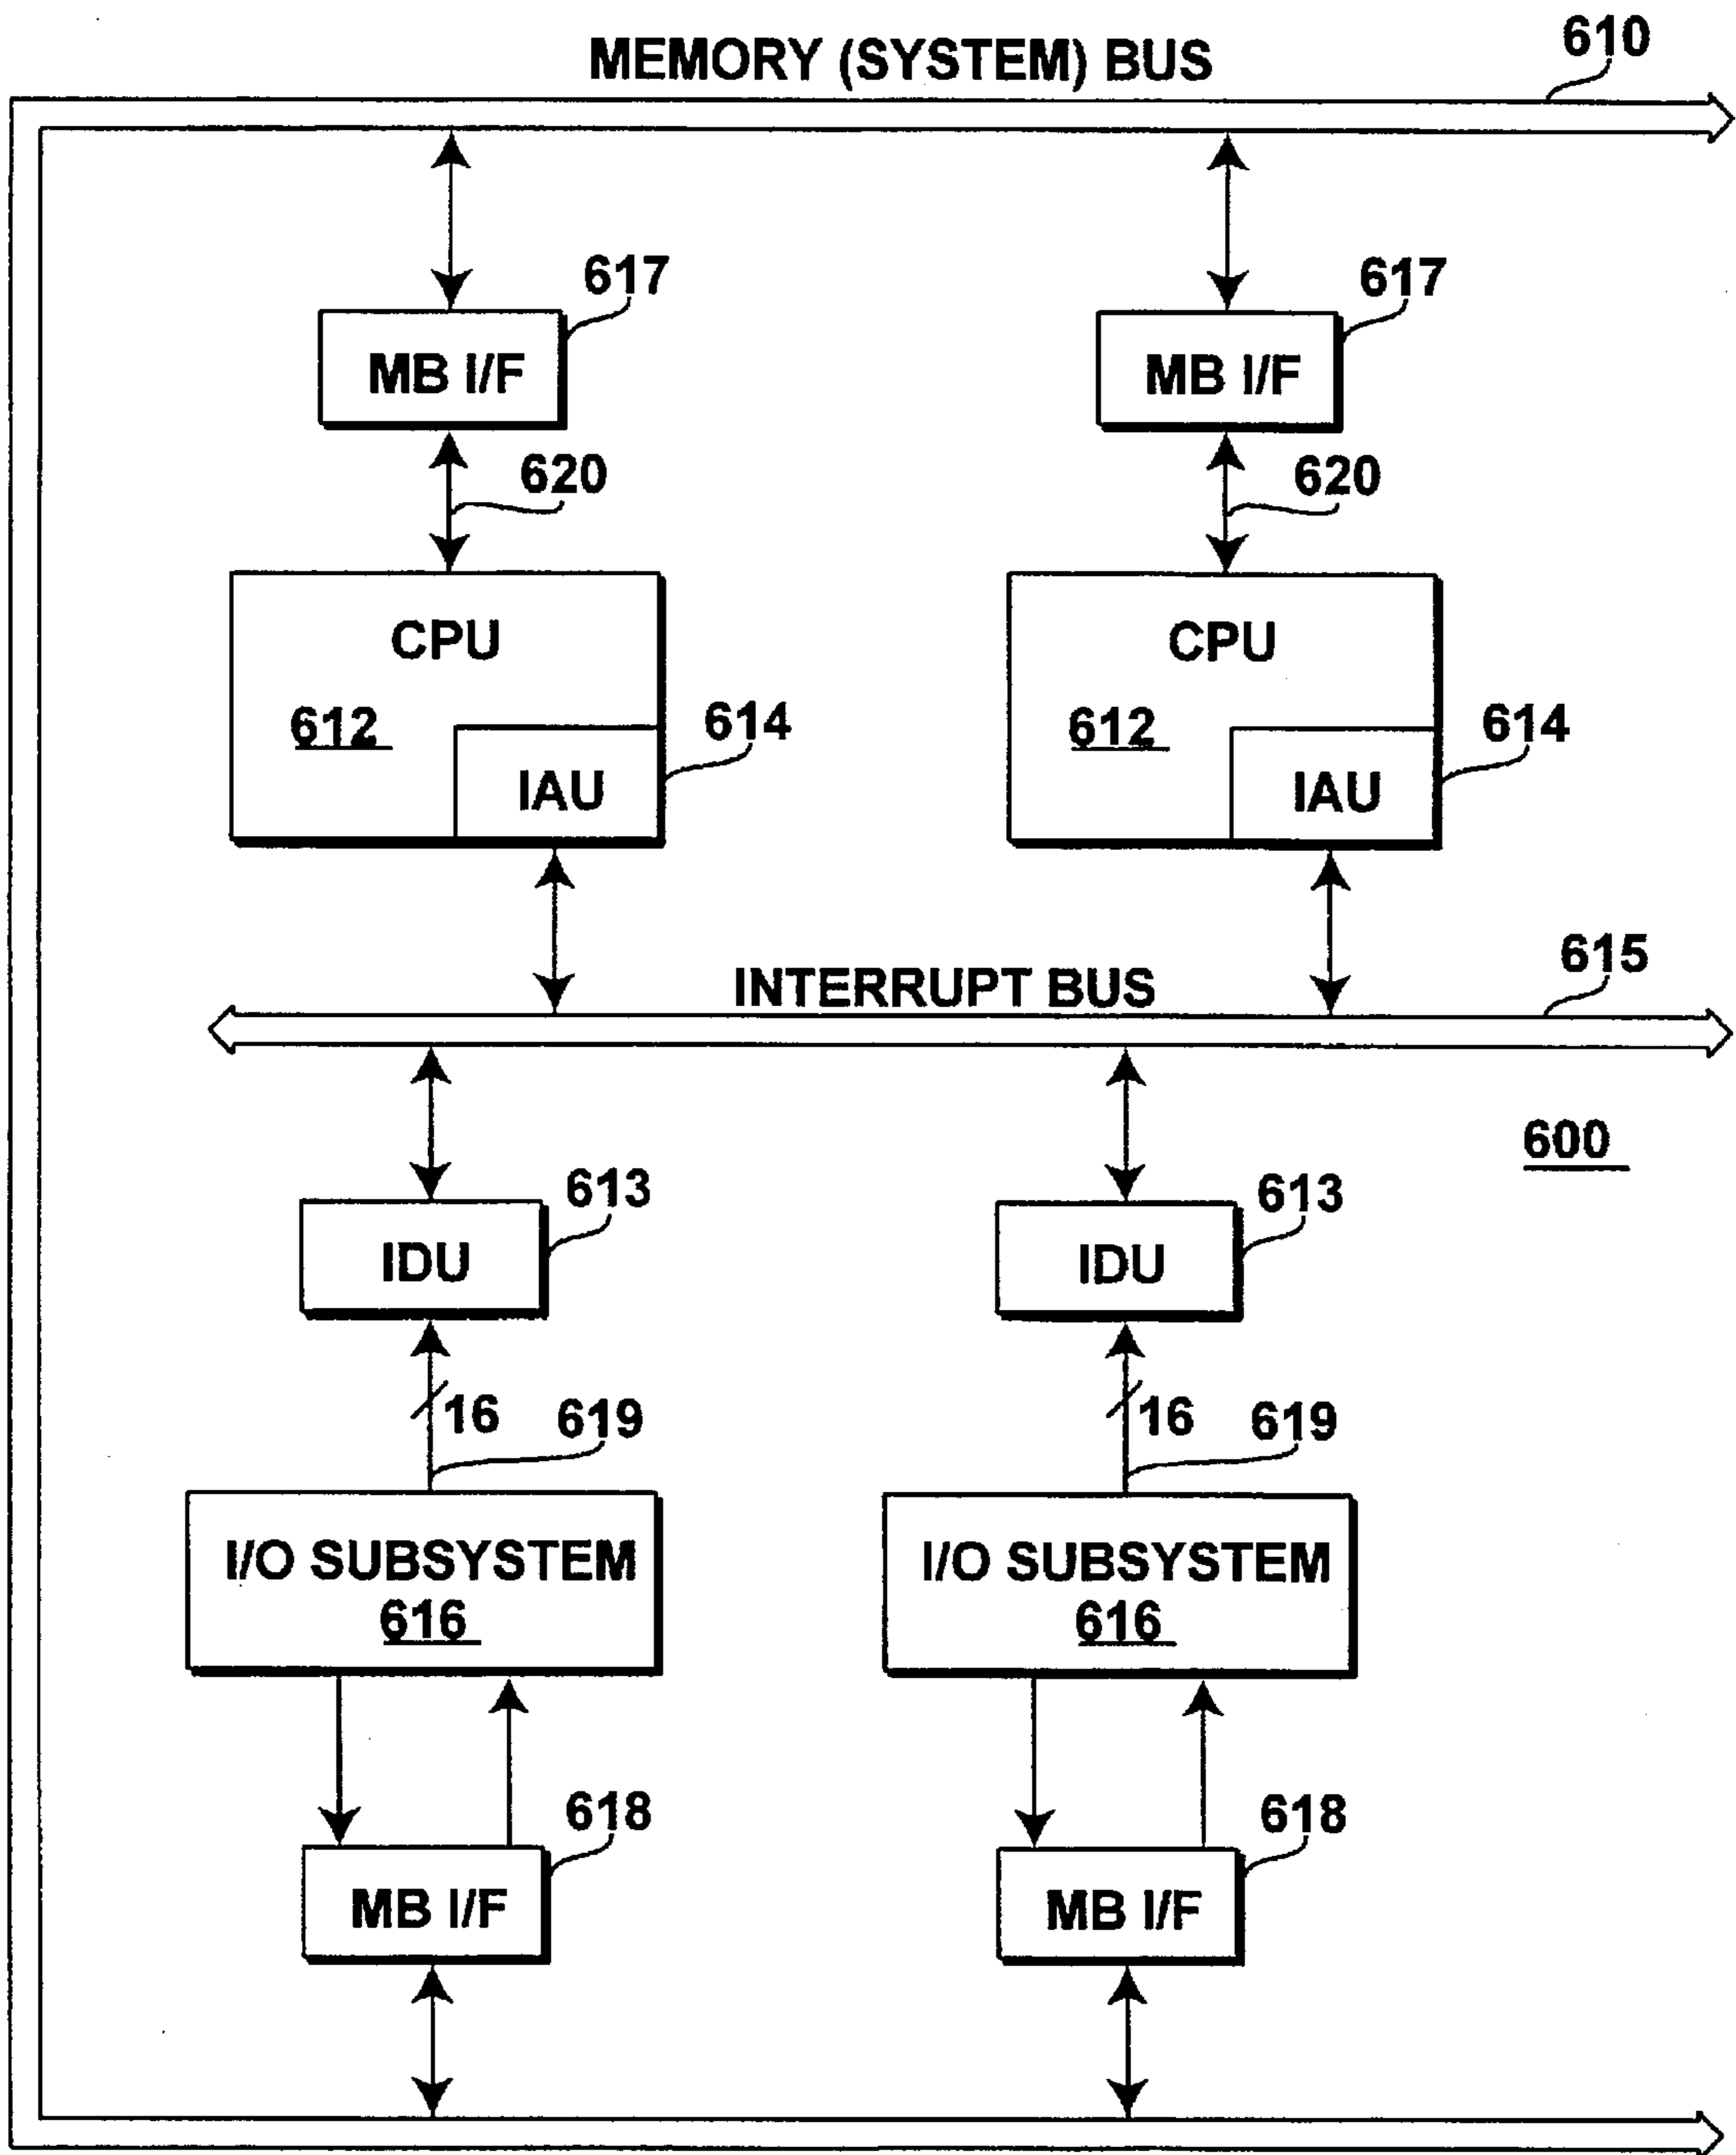 610
MEMORY (SYSTEM) BUS
617
617
MB I/F
MB I/F
620
620
CPU
CPU
612
614
612
614
IAU
IAU
615
INTERRUPT BUS
600
613
613
IDU
IDU
16
619
16
619
I/O SUBSYSTEM
616
I/O SUBSYSTEM
616
618
618
MB I/F
MB I/F